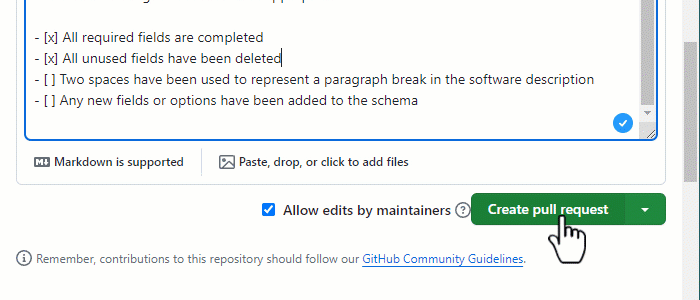 - [x] All required fields are completed
- [x] All unused fields have been deleted
- [ ] Two spaces have been used to represent a paragraph break in the software description
- [ ] Any new fields or options have been added to the schema
Markdown is supported
Paste, drop, or click to add files
Allow edits by maintainers ?
Create pull request
Remember, contributions to this repository should follow our GitHub Community Guidelines.